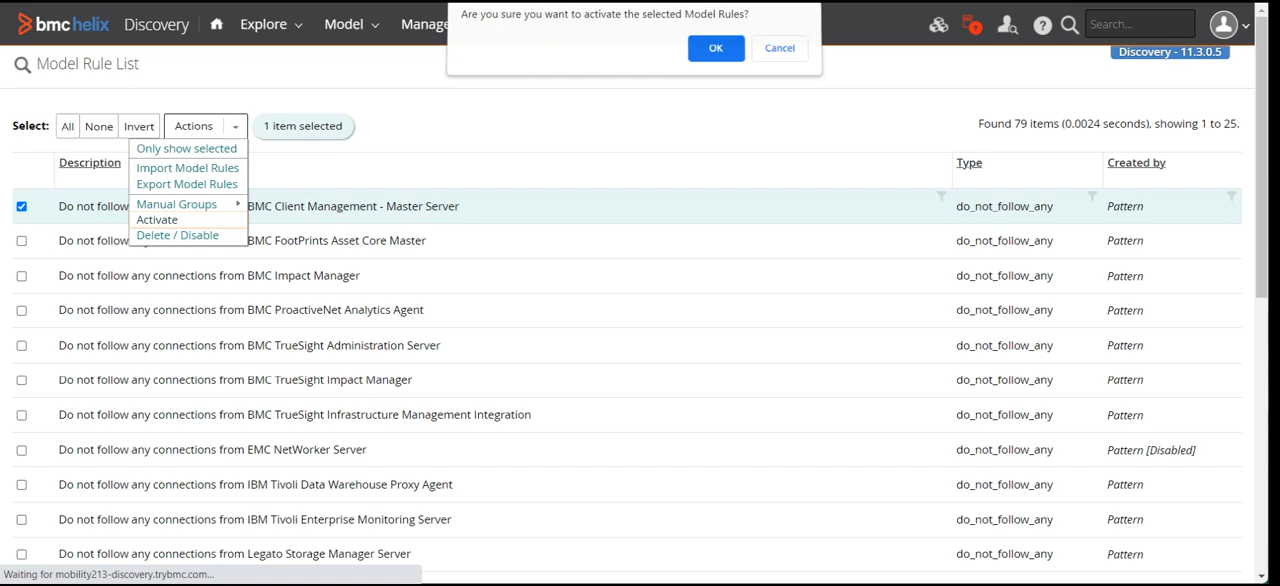 bmc helix Discovery Explore Model Manage
Are you sure you want to activate the selected Model Rules?
OK Cancel
Search...
Discovery - 11.3.0.5
Model Rule List
Select: All None Invert Actions 1 item selected
Found 79 items (0.0024 seconds), showing 1 to 25.
Only show selected
Import Model Rules
Export Model Rules
Manual Groups
Activate
Delete / Disable
Description Type Created by
Do not follow BMC Client Management - Master Server do_not_follow_any Pattern
Do not follow BMC FootPrints Asset Core Master do_not_follow_any Pattern
Do not follow any connections from BMC Impact Manager do_not_follow_any Pattern
Do not follow any connections from BMC ProactiveNet Analytics Agent do_not_follow_any Pattern
Do not follow any connections from BMC TrueSight Administration Server do_not_follow_any Pattern
Do not follow any connections from BMC TrueSight Impact Manager do_not_follow_any Pattern
Do not follow any connections from BMC TrueSight Infrastructure Management Integration do_not_follow_any Pattern
Do not follow any connections from EMC NetWorker Server do_not_follow_any Pattern [Disabled]
Do not follow any connections from IBM Tivoli Data Warehouse Proxy Agent do_not_follow_any Pattern
Do not follow any connections from IBM Tivoli Enterprise Monitoring Server do_not_follow_any Pattern
Do not follow any connections from Legato Storage Manager Server do_not_follow_any Pattern
Waiting for mobility213-discovery.trybmc.com...